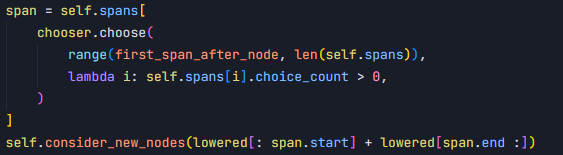 span = self.spans[
    chooser.choose(
        range(first_span_after_node, len(self.spans)),
        lambda i: self.spans[i].choice_count > 0,
    )
]
self.consider_new_nodes(lowered[: span.start] + lowered[span.end :])